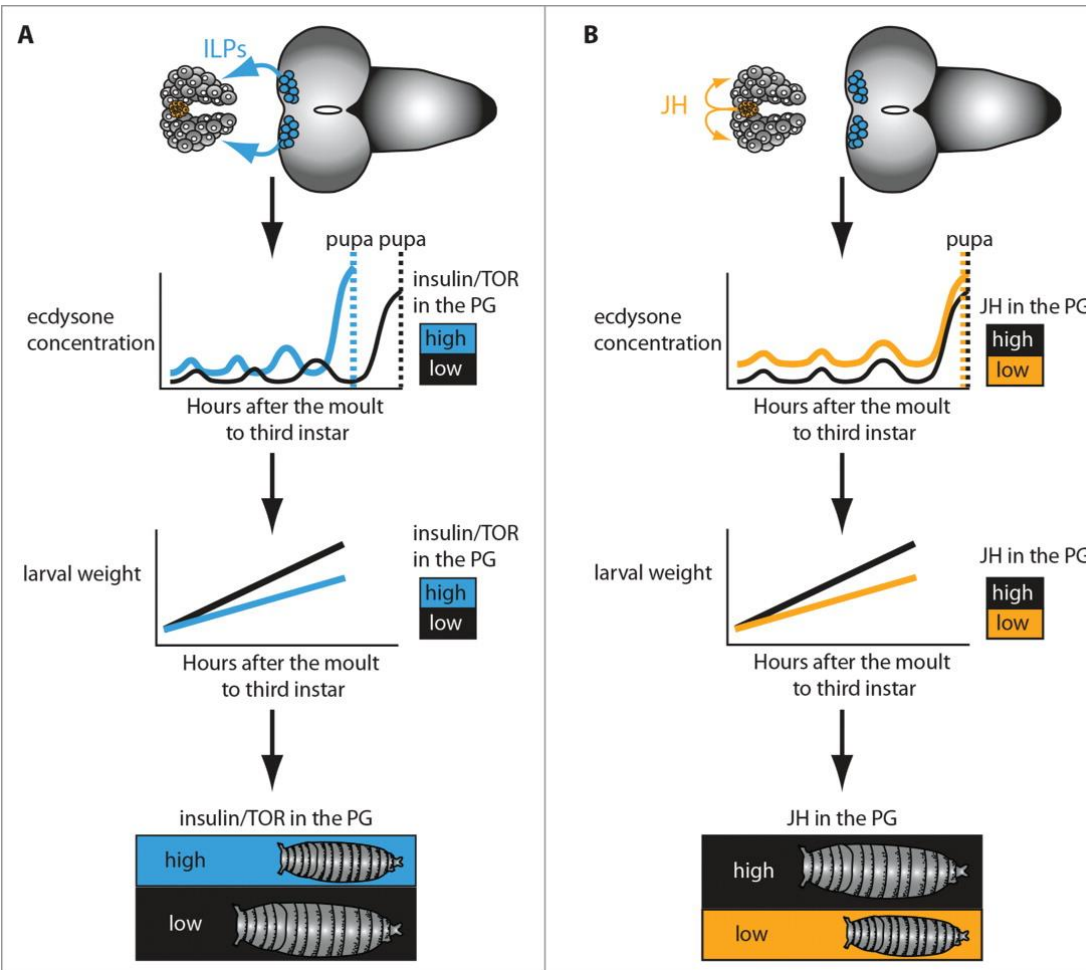 A
ILPs
pupa pupa
ecdysone
concentration
insulin/TOR
in the PG
high
low
Hours after the moult
to third instar
larval weight
insulin/TOR
in the PG
high
low
Hours after the moult
to third instar
insulin/TOR in the PG
high
low
B
JH
pupa
ecdysone
concentration
JH in the PG
high
low
Hours after the moult
to third instar
larval weight
JH in the PG
high
low
Hours after the moult
to third instar
JH in the PG
high
low